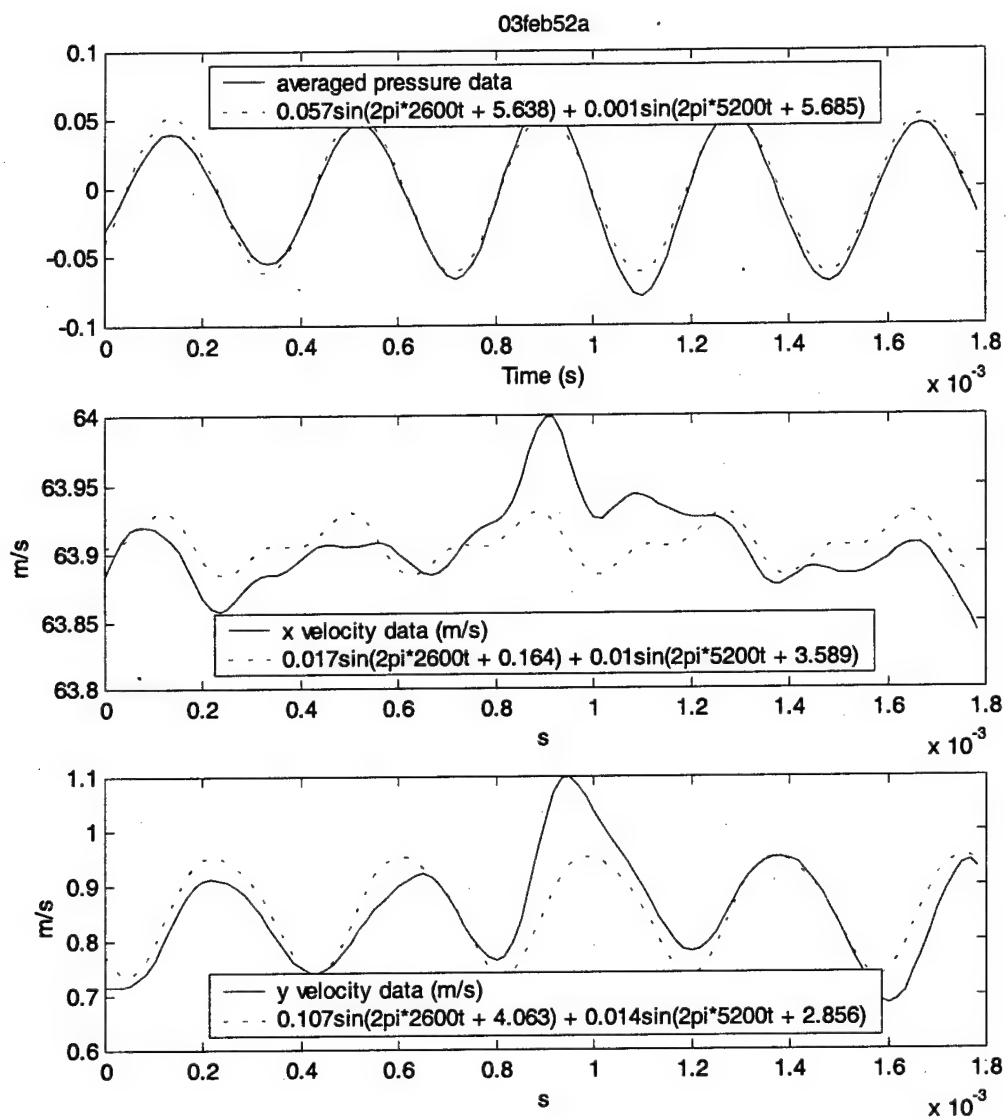 03feb52a
averaged pressure data
0.057sin(2pi*2600t + 5.638) + 0.001sin(2pi*5200t + 5.685)
0.1
0.05
0
-0.05
-0.1
0 0.2 0.4 0.6 0.8 1 1.2 1.4 1.6 1.8
Time (s)
x 10-3
64
63.95
63.9
63.85
63.8
m/s
x velocity data (m/s)
0.017sin(2pi*2600t + 0.164) + 0.01sin(2pi*5200t + 3.589)
0 0.2 0.4 0.6 0.8 1 1.2 1.4 1.6 1.8
s
x 10-3
1.1
1
0.9
0.8
0.7
0.6
m/s
y velocity data (m/s)
0.107sin(2pi*2600t + 4.063) + 0.014sin(2pi*5200t + 2.856)
0 0.2 0.4 0.6 0.8 1 1.2 1.4 1.6 1.8
s
x 10-3